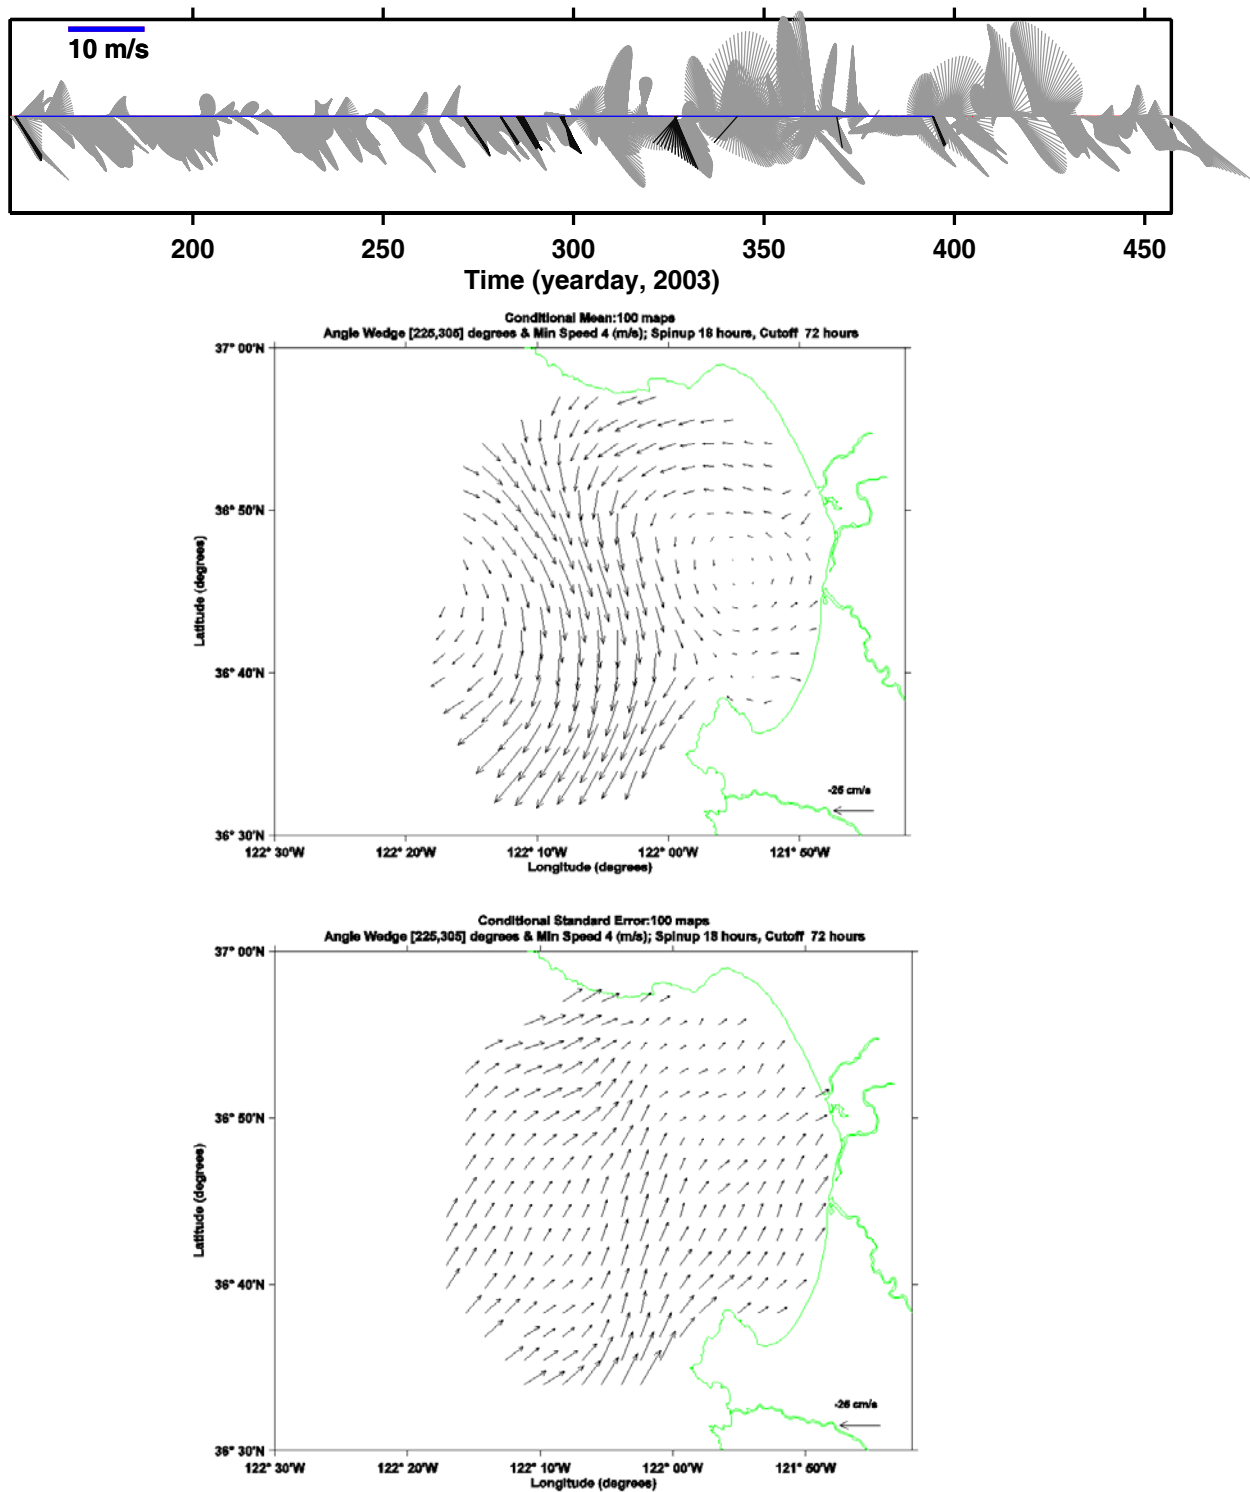 10 m/s
200 250 300 350 400 450
Time (yearday, 2003)
Conditional Mean:100 maps
Angle Wedge [225,305] degrees & Min Speed 4 (m/s); Spinup 18 hours, Cutoff 72 hours
37° 00'N
36° 50'N
Latitude (degrees)
36° 40'N
-25 cm/s
36° 30'N
122° 30'W 122° 20'W 122° 10'W 122° 00'W 121° 50'W
Longitude (degrees)
Conditional Standard Error:100 maps
Angle Wedge [225,305] degrees & Min Speed 4 (m/s); Spinup 18 hours, Cutoff 72 hours
37° 00'N
36° 50'N
Latitude (degrees)
36° 40'N
-25 cm/s
36° 30'N
122° 30'W 122° 20'W 122° 10'W 122° 00'W 121° 50'W
Longitude (degrees)